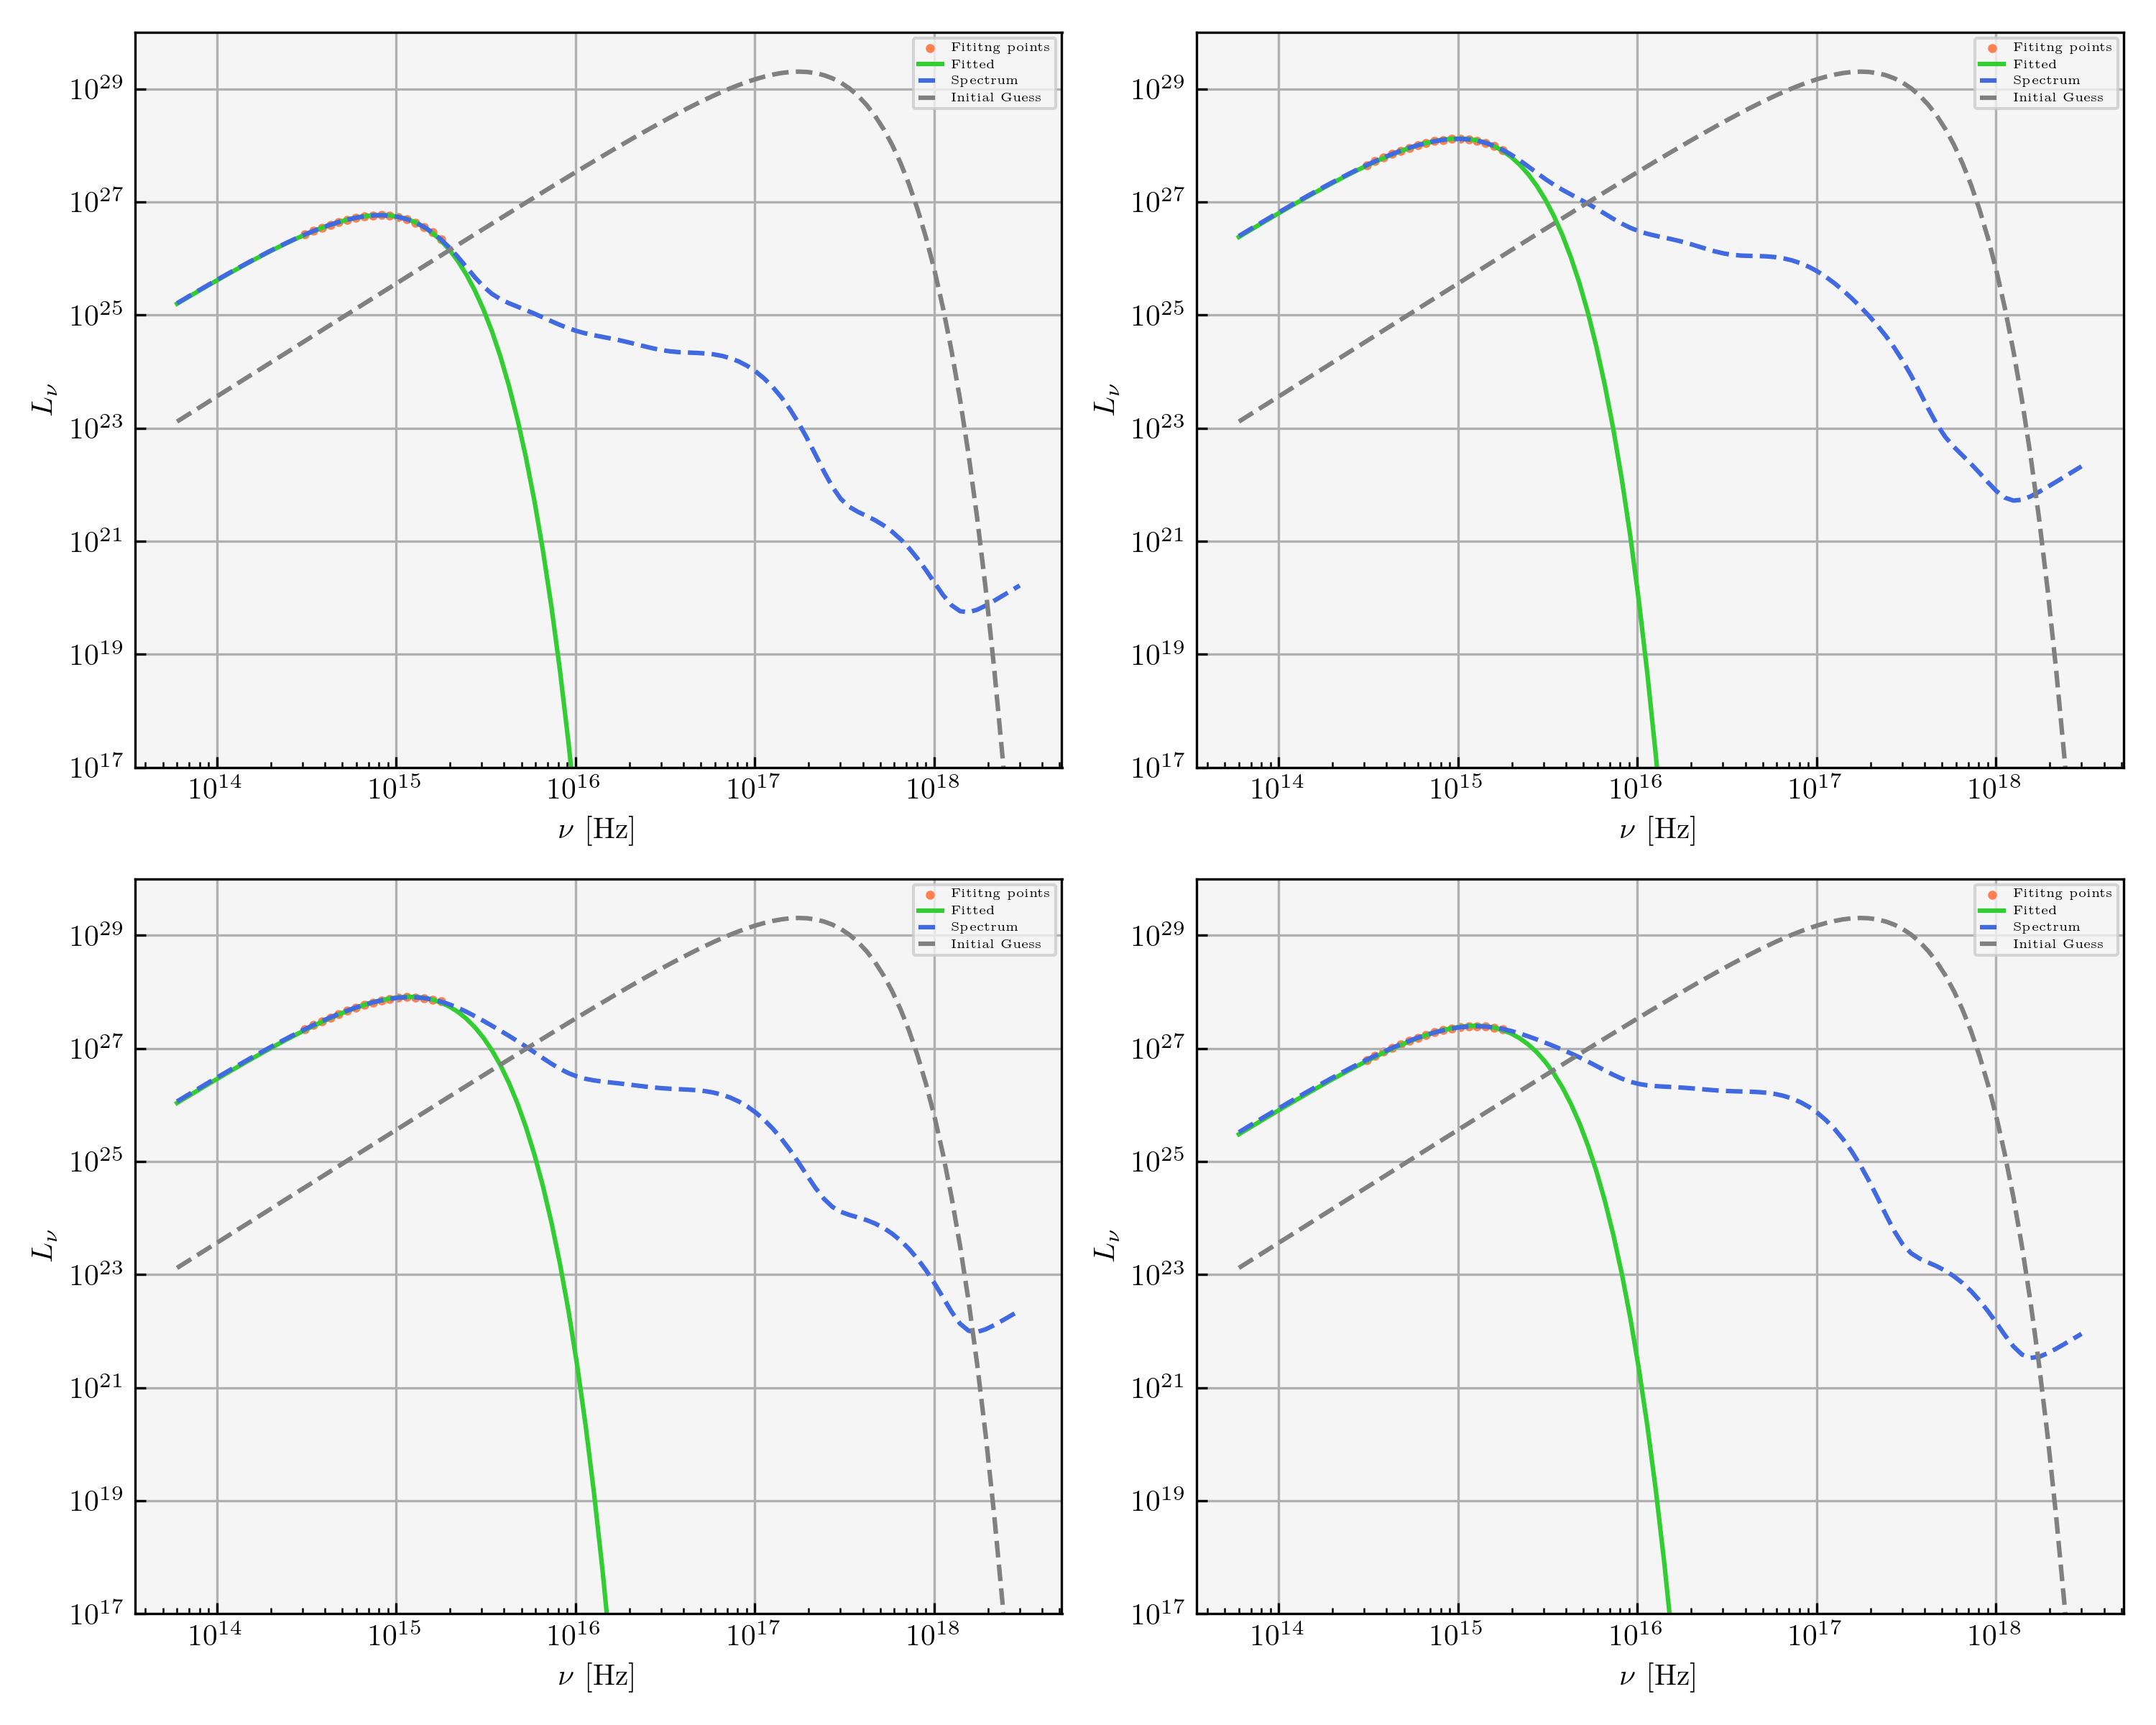 Fititng points
Fitted
Spectrum
Initial Guess
10^29
10^27
10^25
10^23
10^21
10^19
10^17
L_ν
10^14 10^15 10^16 10^17 10^18
ν [Hz]
Fititng points
Fitted
Spectrum
Initial Guess
10^29
10^27
10^25
10^23
10^21
10^19
10^17
L_ν
10^14 10^15 10^16 10^17 10^18
ν [Hz]
Fititng points
Fitted
Spectrum
Initial Guess
10^29
10^27
10^25
10^23
10^21
10^19
10^17
L_ν
10^14 10^15 10^16 10^17 10^18
ν [Hz]
Fititng points
Fitted
Spectrum
Initial Guess
10^29
10^27
10^25
10^23
10^21
10^19
10^17
L_ν
10^14 10^15 10^16 10^17 10^18
ν [Hz]